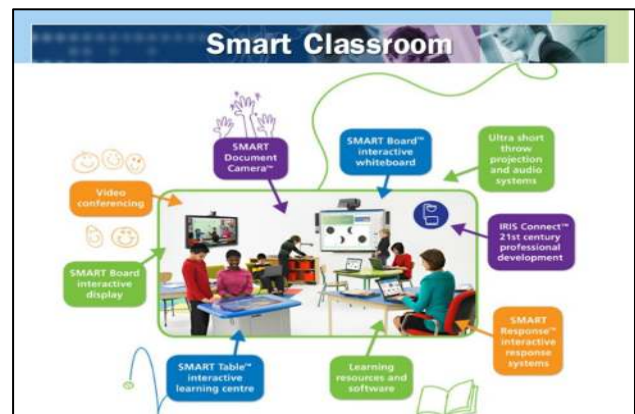 Smart Classroom
SMART
Document
Camera™
SMART Board™
interactive
whiteboard
Ultra short
throw
projection
and audio
systems
Video
conferencing
IRIS Connect™
21st century
professional
development
SMART Board
interactive
display
SMART
Response™
interactive
response
systems
SMART Table™
interactive
learning centre
Learning
resources and
software